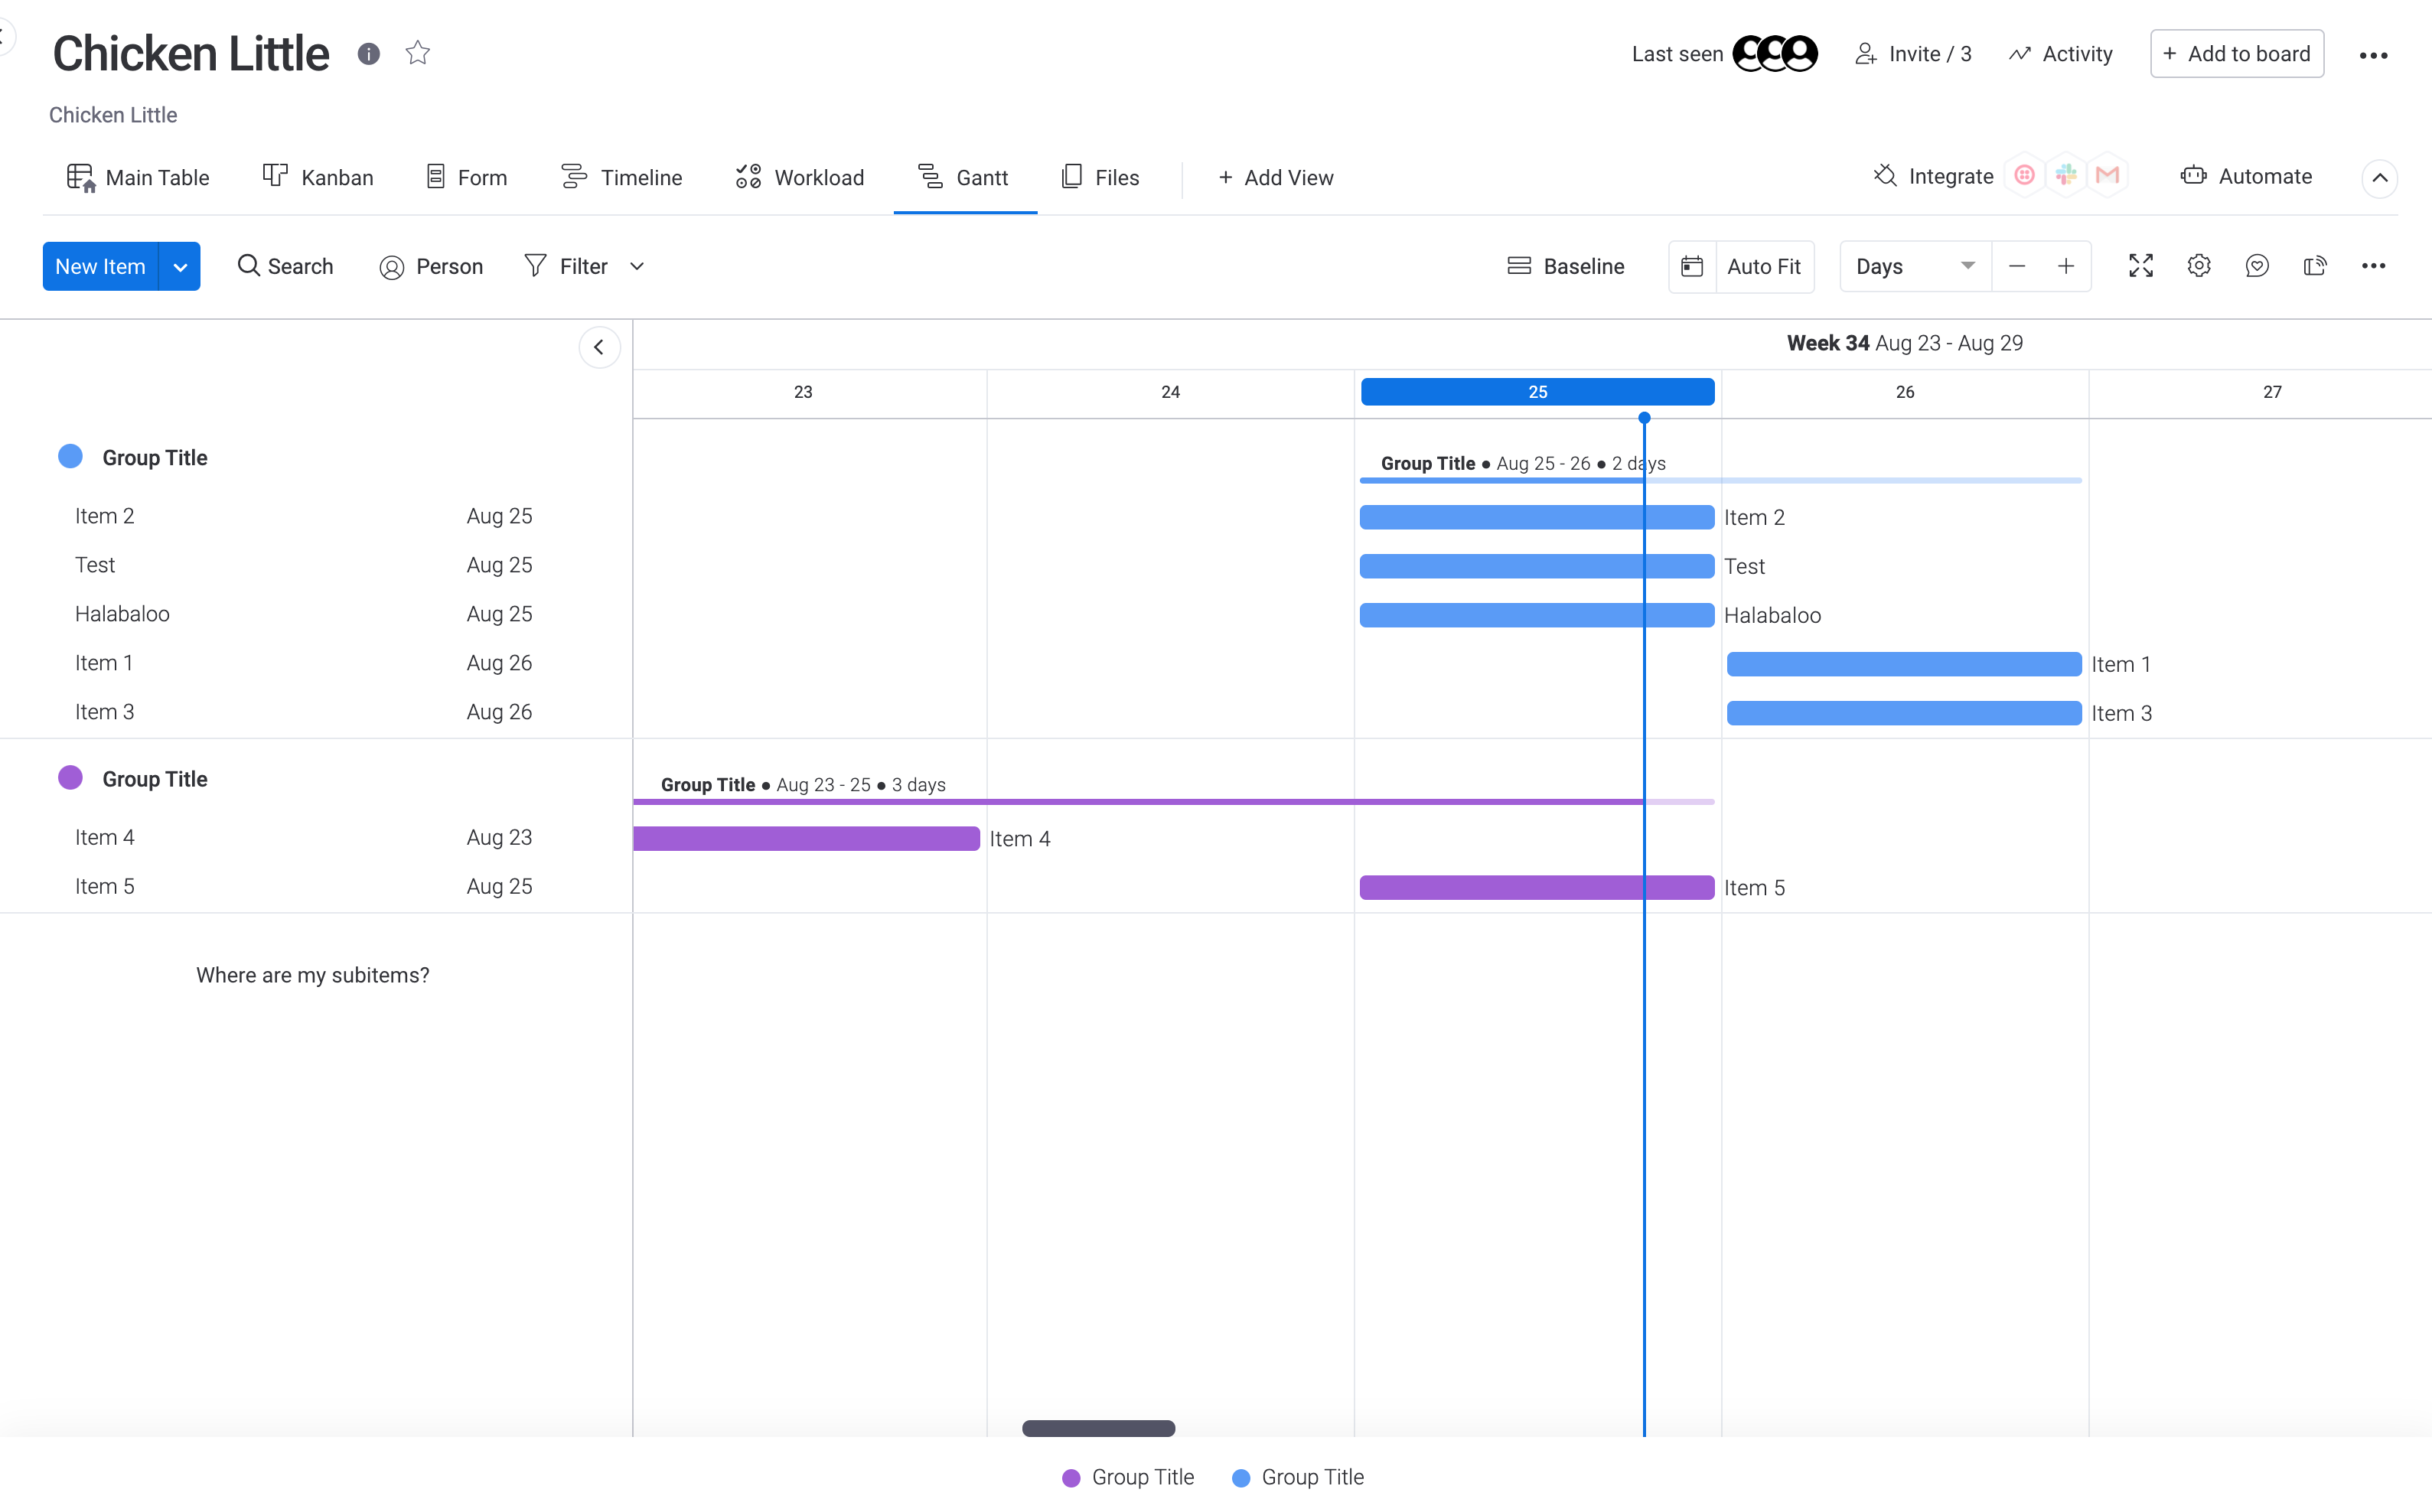 Chicken Little
Last seen
Invite / 3
Activity
+ Add to board
Chicken Little
Main Table
Kanban
Form
Timeline
Workload
Gantt
Files
+ Add View
Integrate
Automate
New Item
Search
Person
Filter
Baseline
Auto Fit
Days
Week 34 Aug 23 - Aug 29
23
24
25
26
27
Group Title
Group Title ● Aug 25 - 26 ● 2 days
Item 2
Aug 25
Item 2
Test
Aug 25
Test
Halabaloo
Aug 25
Halabaloo
Item 1
Aug 26
Item 1
Item 3
Aug 26
Item 3
Group Title
Group Title ● Aug 23 - 25 ● 3 days
Item 4
Aug 23
Item 4
Item 5
Aug 25
Item 5
Where are my subitems?
Group Title
Group Title